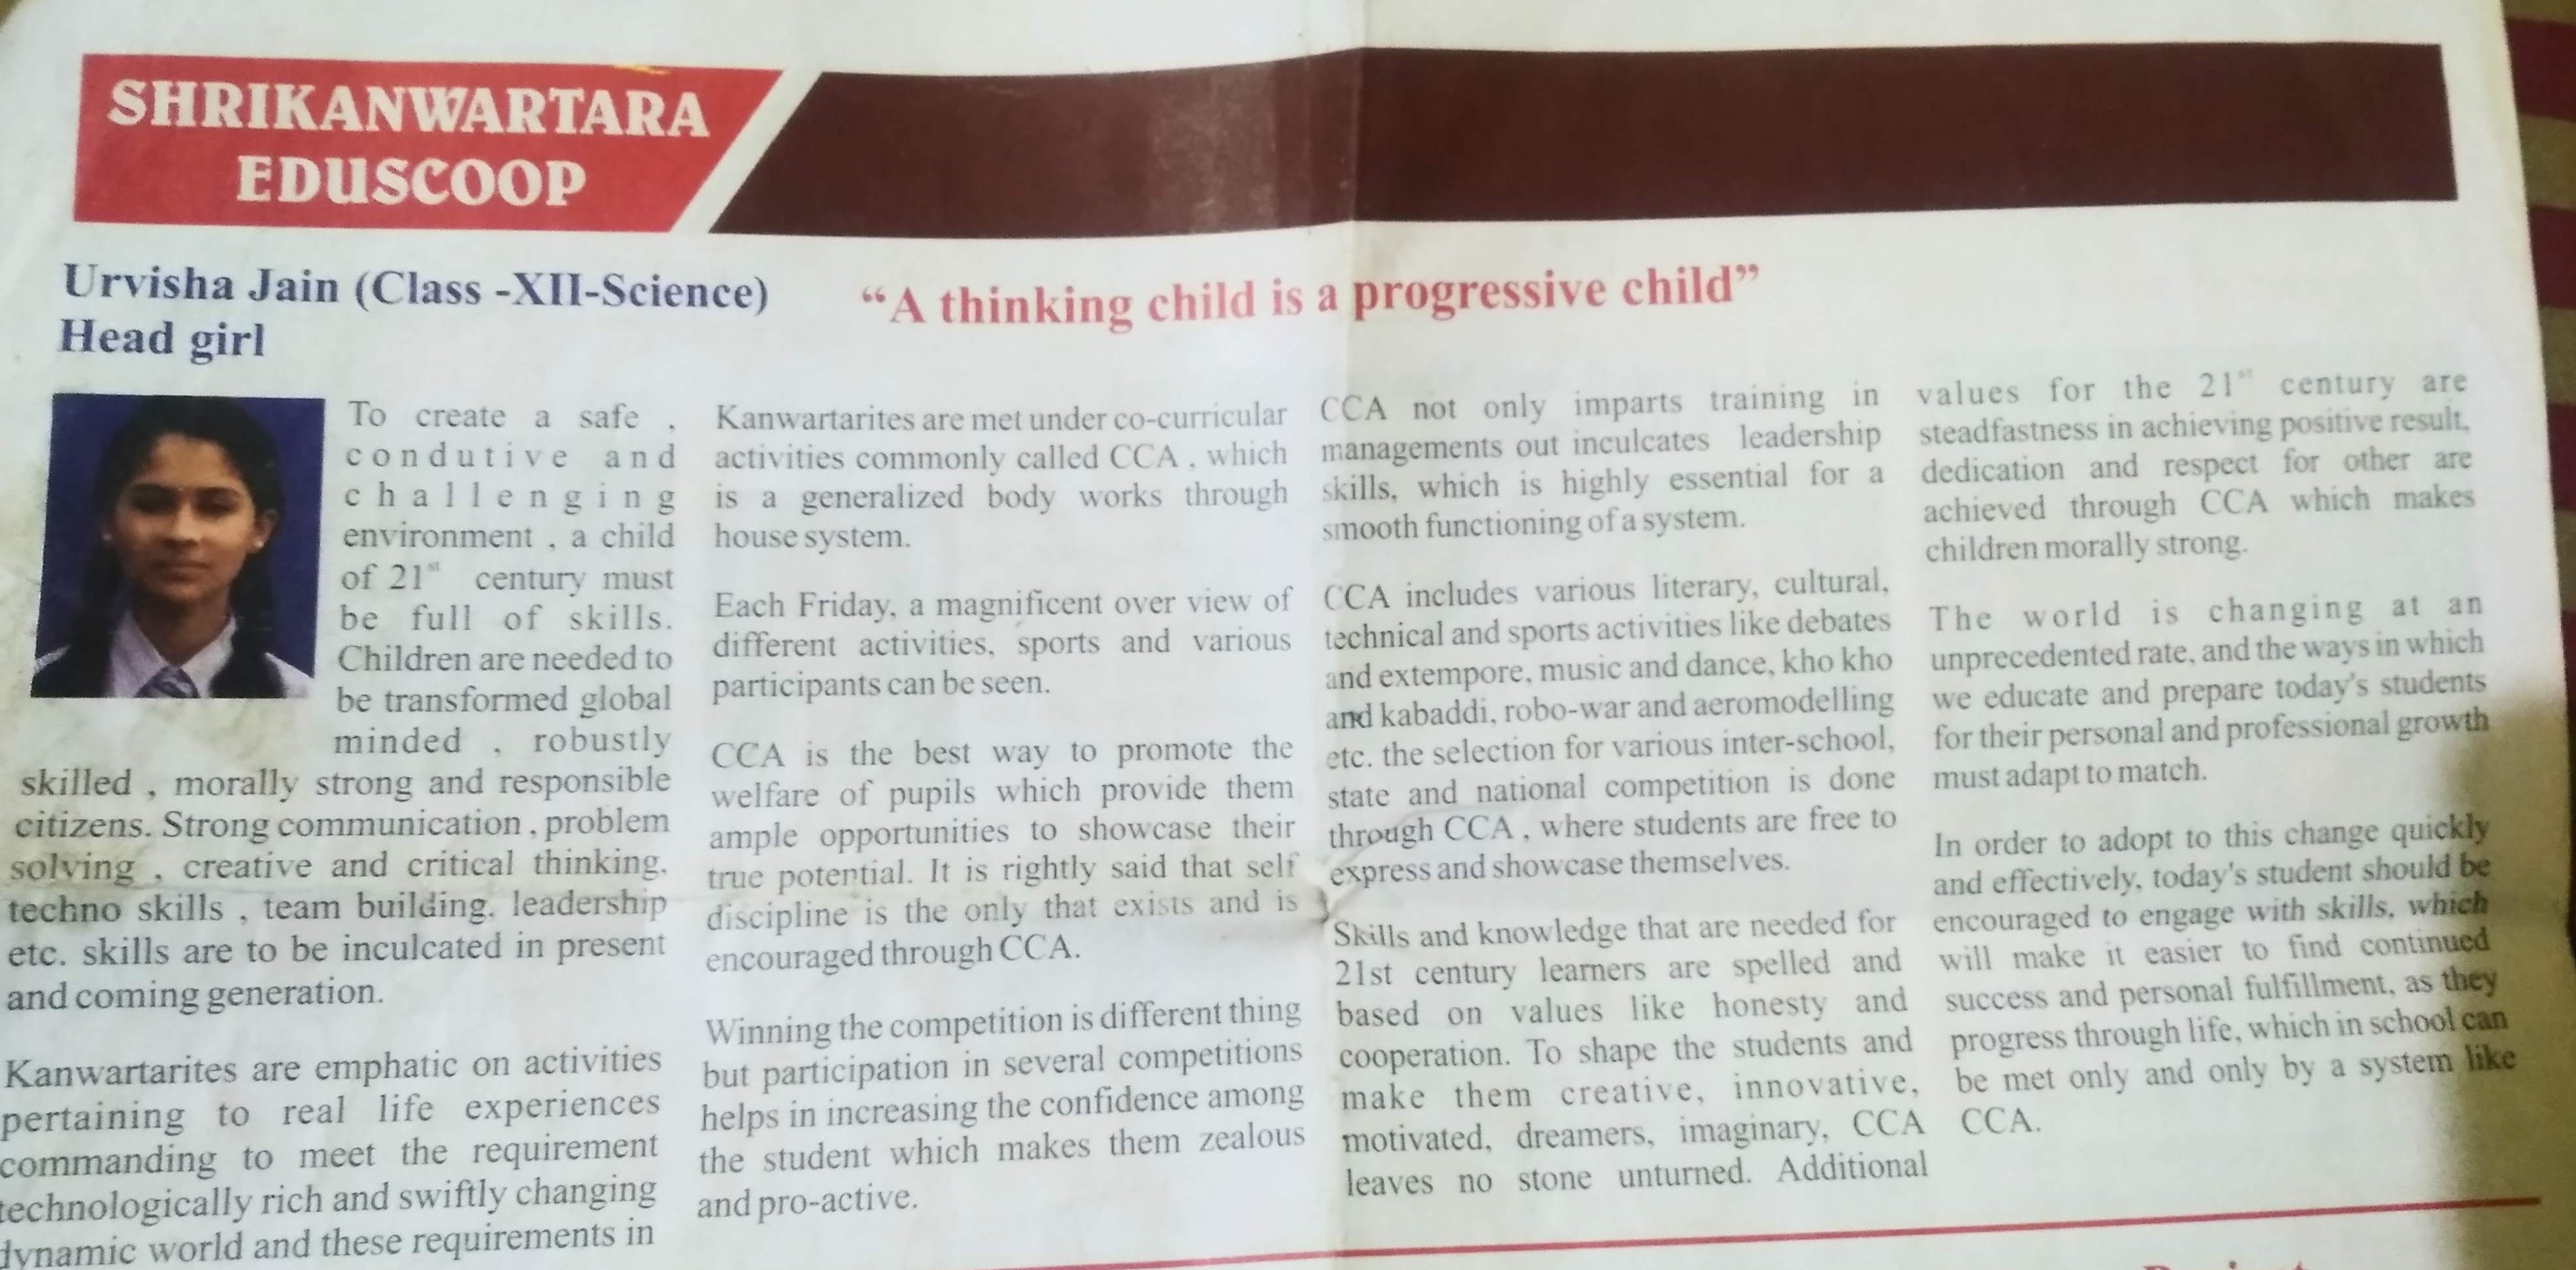 SHRIKANWARTARA
EDUSCOOP
Urvisha Jain (Class -XII-Science)
Head girl
“A thinking child is a progressive child”
To create a safe ,
condutive and
challenging
environment , a child
of 21st century must
be full of skills.
Children are needed to
be transformed global
minded , robustly
skilled , morally strong and responsible
citizens. Strong communication , problem
solving , creative and critical thinking,
techno skills , team building, leadership
etc. skills are to be inculcated in present
and coming generation.
Kanwartarites are emphatic on activities
pertaining to real life experiences
commanding to meet the requirement
technologically rich and swiftly changing
dynamic world and these requirements in
Kanwartarites are met under co-curricular
activities commonly called CCA , which
is a generalized body works through
house system.
Each Friday, a magnificent over view of
different activities, sports and various
participants can be seen.
CCA is the best way to promote the
welfare of pupils which provide them
ample opportunities to showcase their
true potential. It is rightly said that self
discipline is the only that exists and is
encouraged through CCA.
Winning the competition is different thing
but participation in several competitions
helps in increasing the confidence among
the student which makes them zealous
and pro-active.
CCA not only imparts training in
managements out inculcates leadership
skills, which is highly essential for a
smooth functioning of a system.
CCA includes various literary, cultural,
technical and sports activities like debates
and extempore, music and dance, kho kho
and kabaddi, robo-war and aeromodelling
etc. the selection for various inter-school,
state and national competition is done
through CCA , where students are free to
express and showcase themselves.
Skills and knowledge that are needed for
21st century learners are spelled and
based on values like honesty and
cooperation. To shape the students and
make them creative, innovative,
motivated, dreamers, imaginary, CCA
leaves no stone unturned. Additional
values for the 21st century are
steadfastness in achieving positive result,
dedication and respect for other are
achieved through CCA which makes
children morally strong.
The world is changing at an
unprecedented rate, and the ways in which
we educate and prepare today's students
for their personal and professional growth
must adapt to match.
In order to adopt to this change quickly
and effectively, today's student should be
encouraged to engage with skills, which
will make it easier to find continued
success and personal fulfillment, as they
progress through life, which in school can
be met only and only by a system like
CCA.